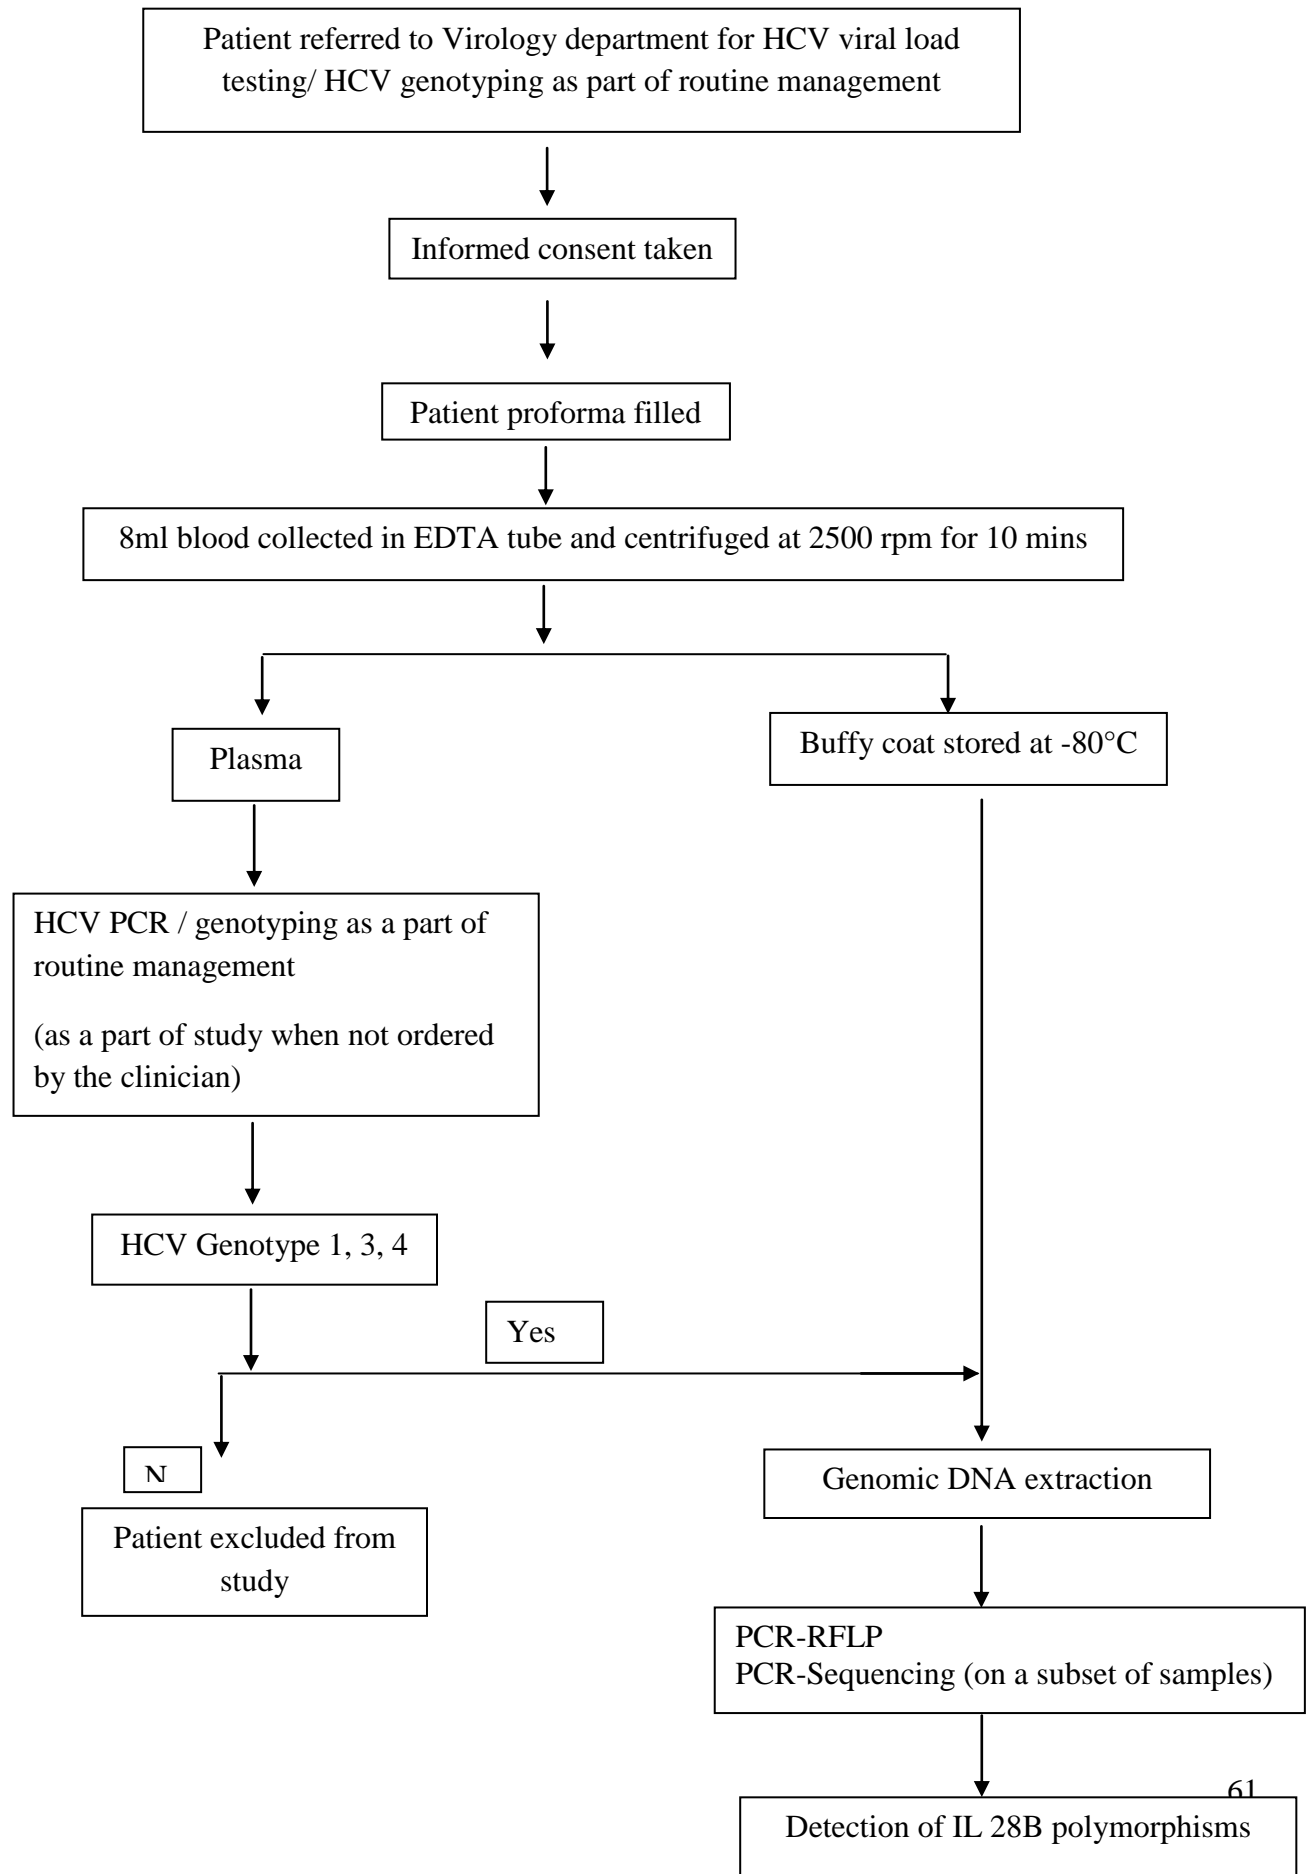 Patient referred to Virology department for HCV viral load
testing/ HCV genotyping as part of routine management
Informed consent taken
Patient proforma filled
8ml blood collected in EDTA tube and centrifuged at 2500 rpm for 10 mins
Plasma
Buffy coat stored at -80°C
HCV PCR / genotyping as a part of
routine management
(as a part of study when not ordered
by the clinician)
HCV Genotype 1, 3, 4
Yes
N
Patient excluded from
study
Genomic DNA extraction
PCR-RFLP
PCR-Sequencing (on a subset of samples)
61
Detection of IL 28B polymorphisms